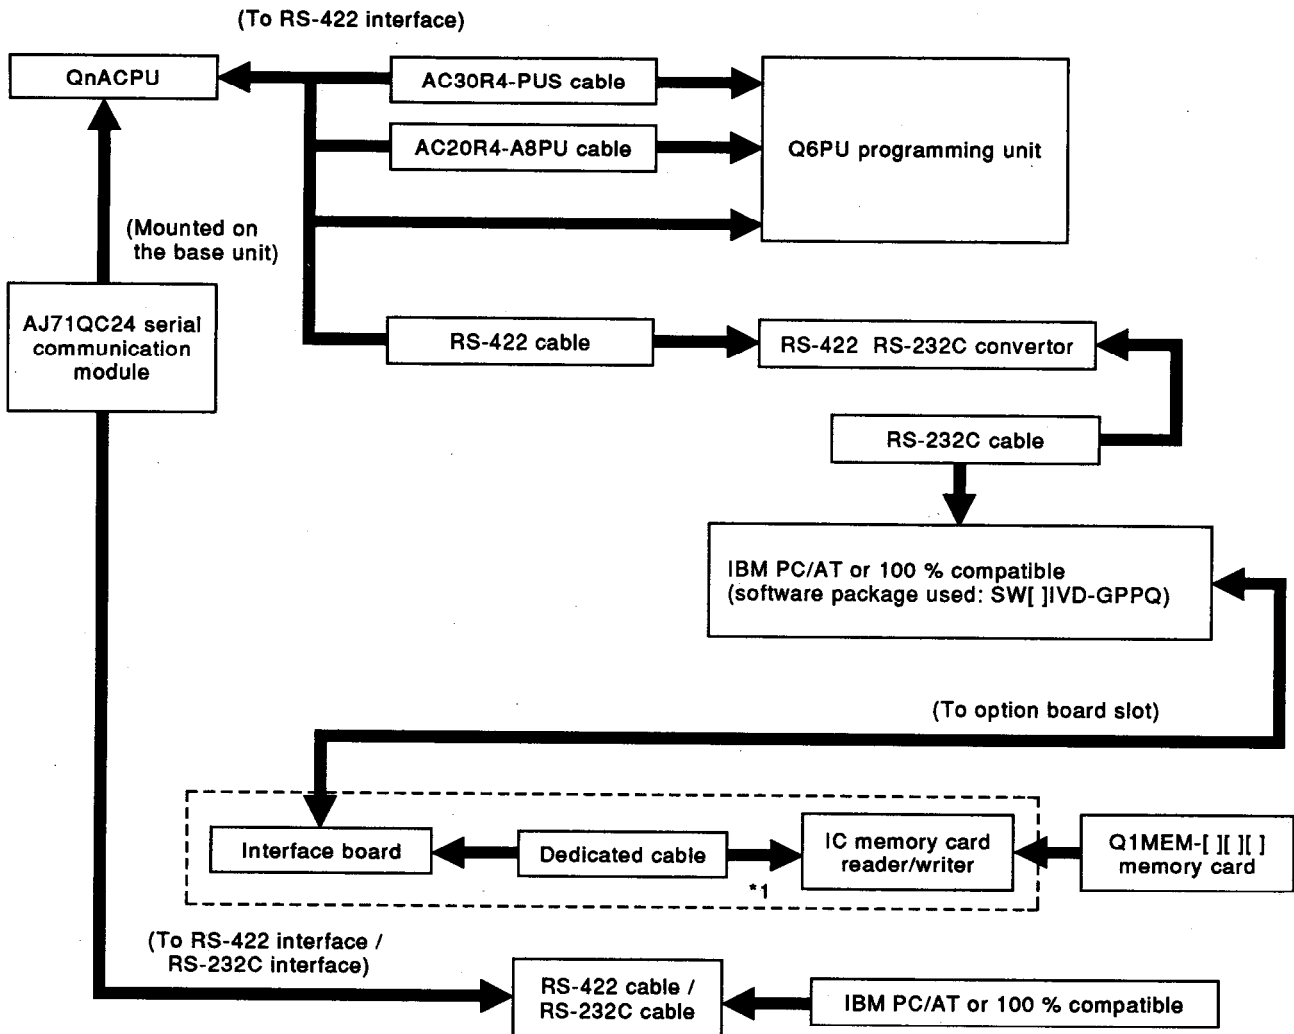 (To RS-422 interface)
QnACPU
AC30R4-PUS cable
AC20R4-A8PU cable
Q6PU programming unit
(Mounted on
the base unit)
AJ71QC24 serial
communication
module
RS-422 cable
RS-422 RS-232C convertor
RS-232C cable
IBM PC/AT or 100 % compatible
(software package used: SW[ ]IVD-GPPQ)
(To option board slot)
Interface board
Dedicated cable
*1
IC memory card
reader/writer
Q1MEM-[ ][ ][ ]
memory card
(To RS-422 interface /
RS-232C interface)
RS-422 cable /
RS-232C cable
IBM PC/AT or 100 % compatible